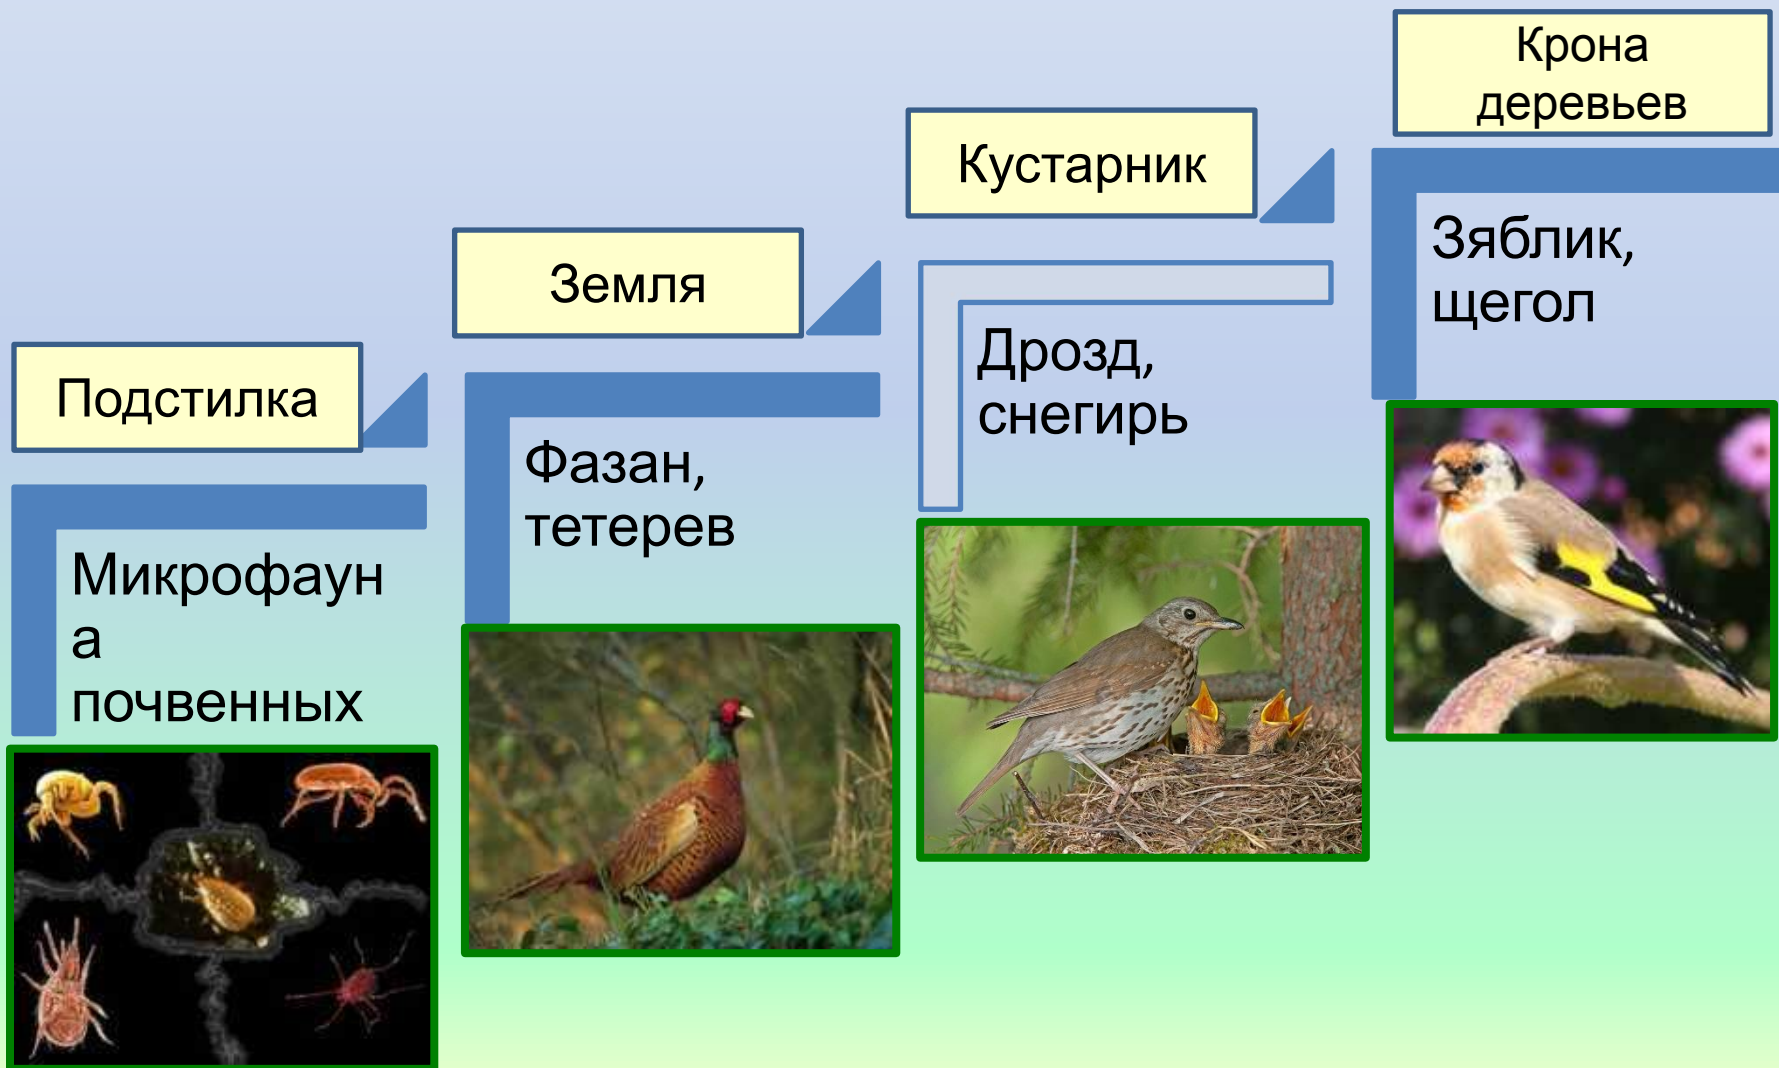 Подстилка
Микрофаун
а
почвенных
Земля
Фазан,
тетерев
Кустарник
Дрозд,
снегирь
Крона
деревьев
Зяблик,
щегол